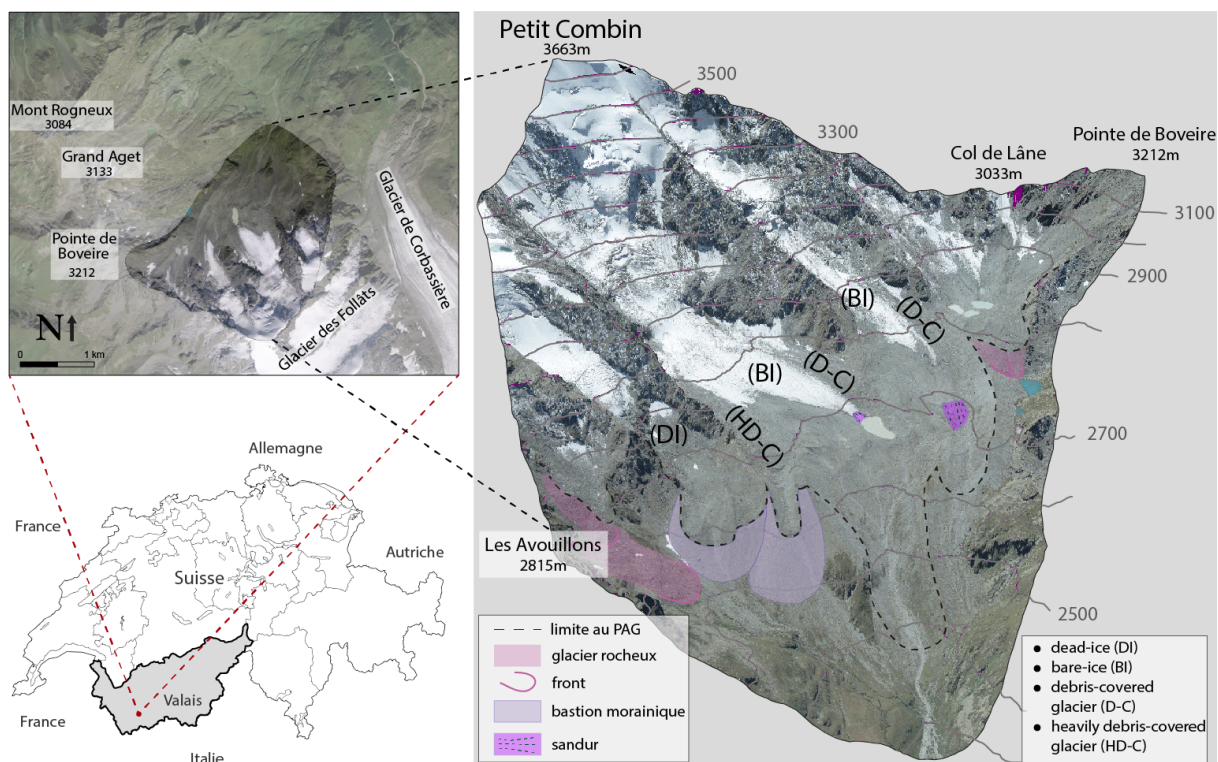 Mont Rogneux
3084
Grand Aget
3133
Pointe de
Boveire
3212
N
0
1 km
Glacier de Corbassière
Glacier des Follâts
Petit Combin
3663m
3500
3300
Col de Lâne
3033m
Pointe de Boveire
3212m
3100
2900
2700
2500
(BI)
(D-C)
(BI)
(D-C)
(HD-C)
(DI)
Les Avouillons
2815m
limite au PAG
glacier rocheux
front
bastion morainique
sandur
dead-ice (DI)
bare-ice (BI)
debris-covered
glacier (D-C)
heavily debris-covered
glacier (HD-C)
Allemagne
France
Autriche
Suisse
Valais
France
Italie